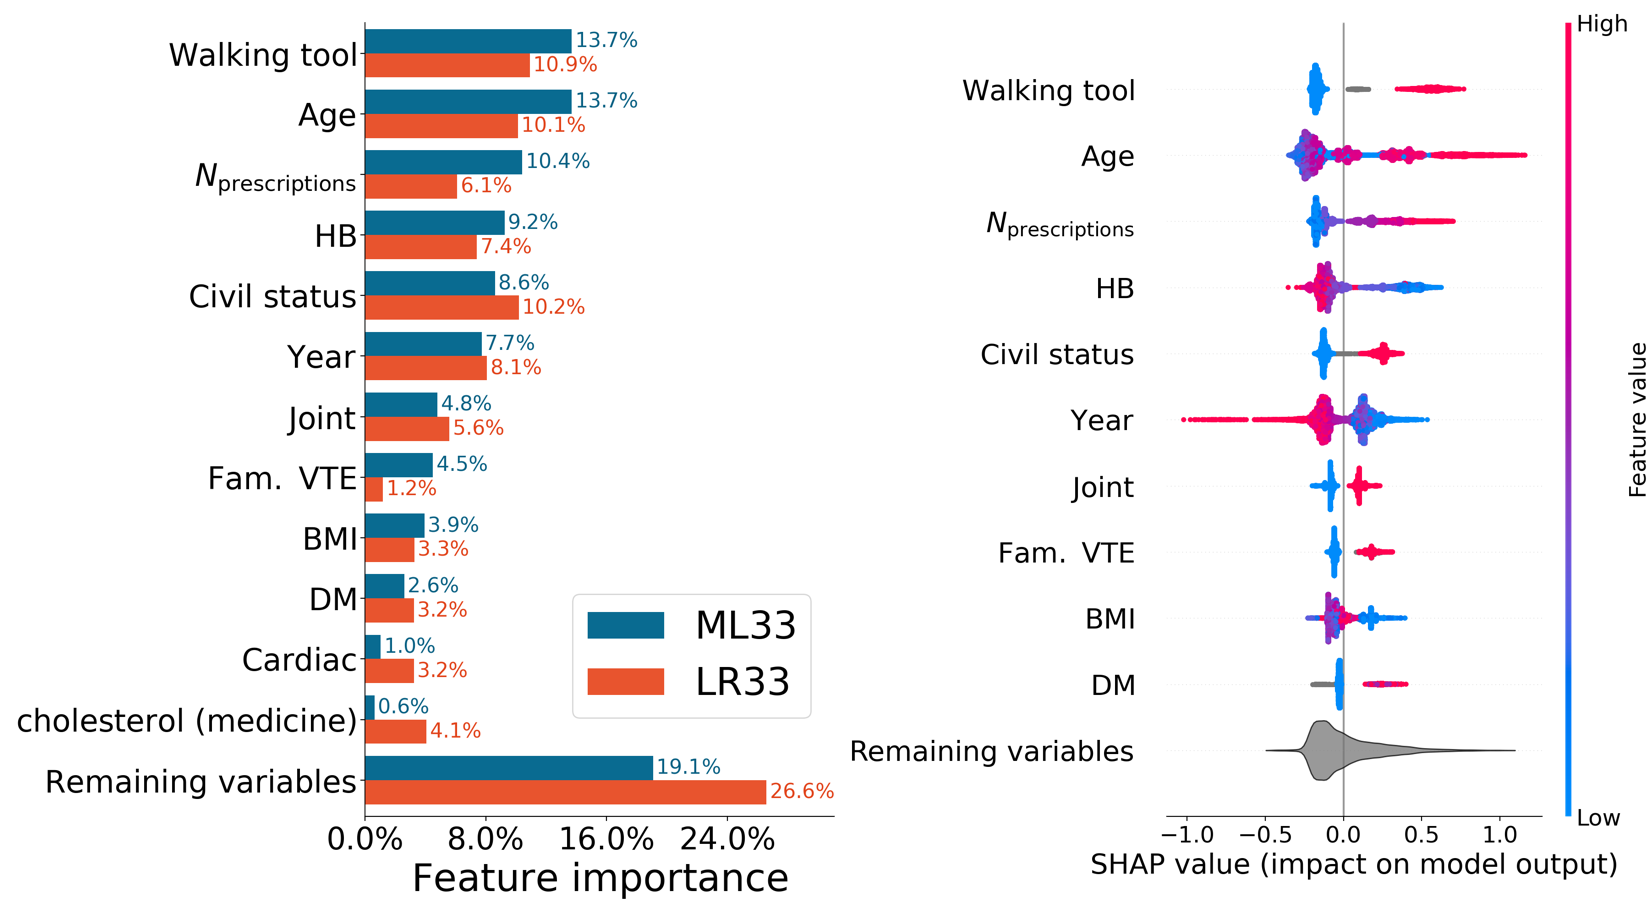 Walking tool 13.7%
10.9%
Age 13.7%
10.1%
Nprescriptions 10.4%
6.1%
HB 9.2%
7.4%
Civil status 8.6%
10.2%
Year 7.7%
8.1%
Joint 4.8%
5.6%
Fam. VTE 4.5%
1.2%
BMI 3.9%
3.3%
DM 2.6%
3.2%
Cardiac 1.0%
3.2%
cholesterol (medicine) 0.6%
4.1%
Remaining variables 19.1%
26.6%
0.0% 8.0% 16.0% 24.0%
Feature importance
ML33
LR33
Walking tool
Age
Nprescriptions
HB
Civil status
Year
Joint
Fam. VTE
BMI
DM
Remaining variables
−1.0 −0.5 0.0 0.5 1.0
SHAP value (impact on model output)
High
Feature value
Low